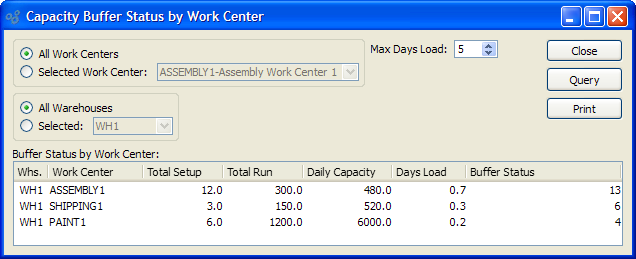 Capacity Buffer Status by Work Center
All Work Centers
Selected Work Center: ASSEMBLY1-Assembly Work Center 1
Max Days Load: 5
Close
Query
Print
All Warehouses
Selected: WH1
Buffer Status by Work Center:
Whs. Work Center Total Setup Total Run Daily Capacity Days Load Buffer Status
WH1 ASSEMBLY1 12.0 300.0 480.0 0.7 13
WH1 SHIPPING1 3.0 150.0 520.0 0.3 6
WH1 PAINT1 6.0 1200.0 6000.0 0.2 4